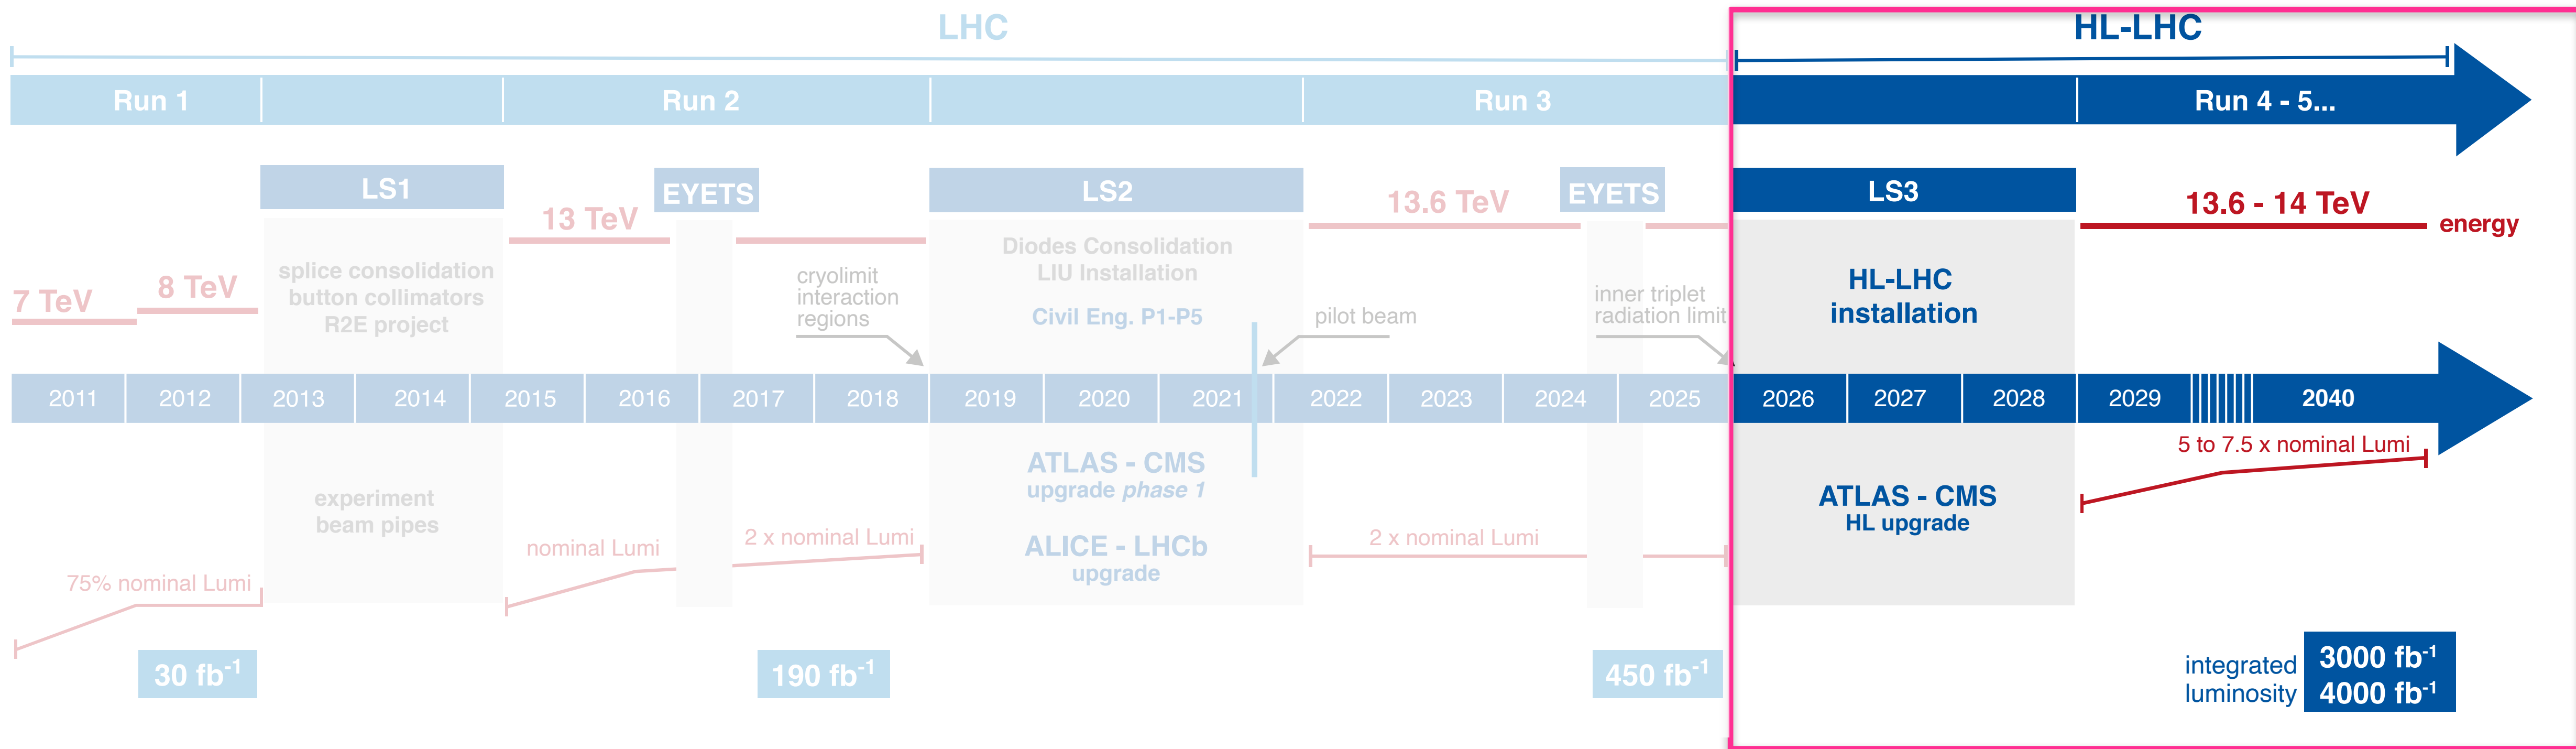 LHC
HL-LHC
Run 1
Run 2
Run 3
Run 4 - 5...
LS1
EYETS
LS2
EYETS
LS3
13 TeV
13.6 TeV
13.6 - 14 TeV
energy
7 TeV
8 TeV
splice consolidation
button collimators
R2E project
cryolimit
interaction
regions
Diodes Consolidation
LIU Installation
Civil Eng. P1-P5
pilot beam
inner triplet
radiation limit
HL-LHC
installation
2011
2012
2013
2014
2015
2016
2017
2018
2019
2020
2021
2022
2023
2024
2025
2026
2027
2028
2029
2040
experiment
beam pipes
ATLAS - CMS
upgrade phase 1
ALICE - LHCb
upgrade
ATLAS - CMS
HL upgrade
5 to 7.5 x nominal Lumi
75% nominal Lumi
nominal Lumi
2 x nominal Lumi
2 x nominal Lumi
30 fb-1
190 fb-1
450 fb-1
integrated
luminosity
3000 fb-1
4000 fb-1